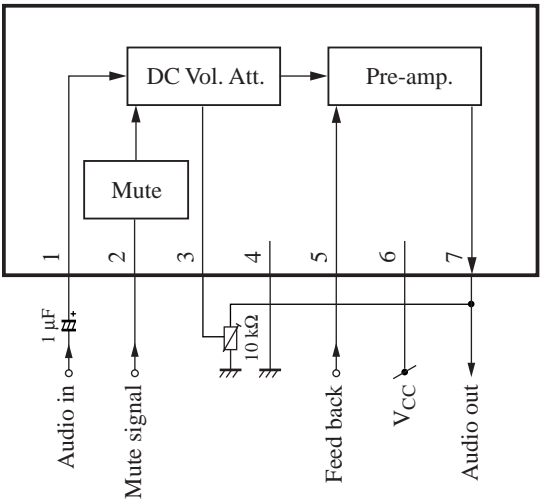 DC Vol. Att.
Pre-amp.
Mute
1
2
3
4
5
6
7
1 μF
+
10 kΩ
Audio in
Mute signal
Feed back
VCC
Audio out